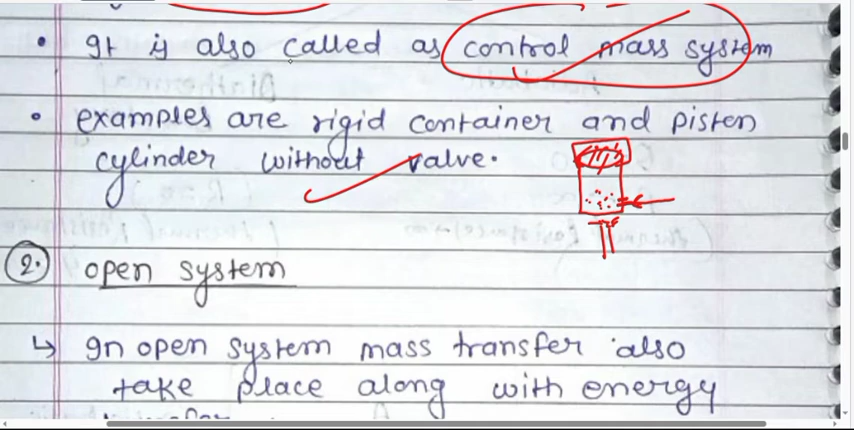 • It is also called as control mass system
• examples are rigid container and piston
cylinder without valve.
2. open system
↳ In open system mass transfer also
take place along with energy